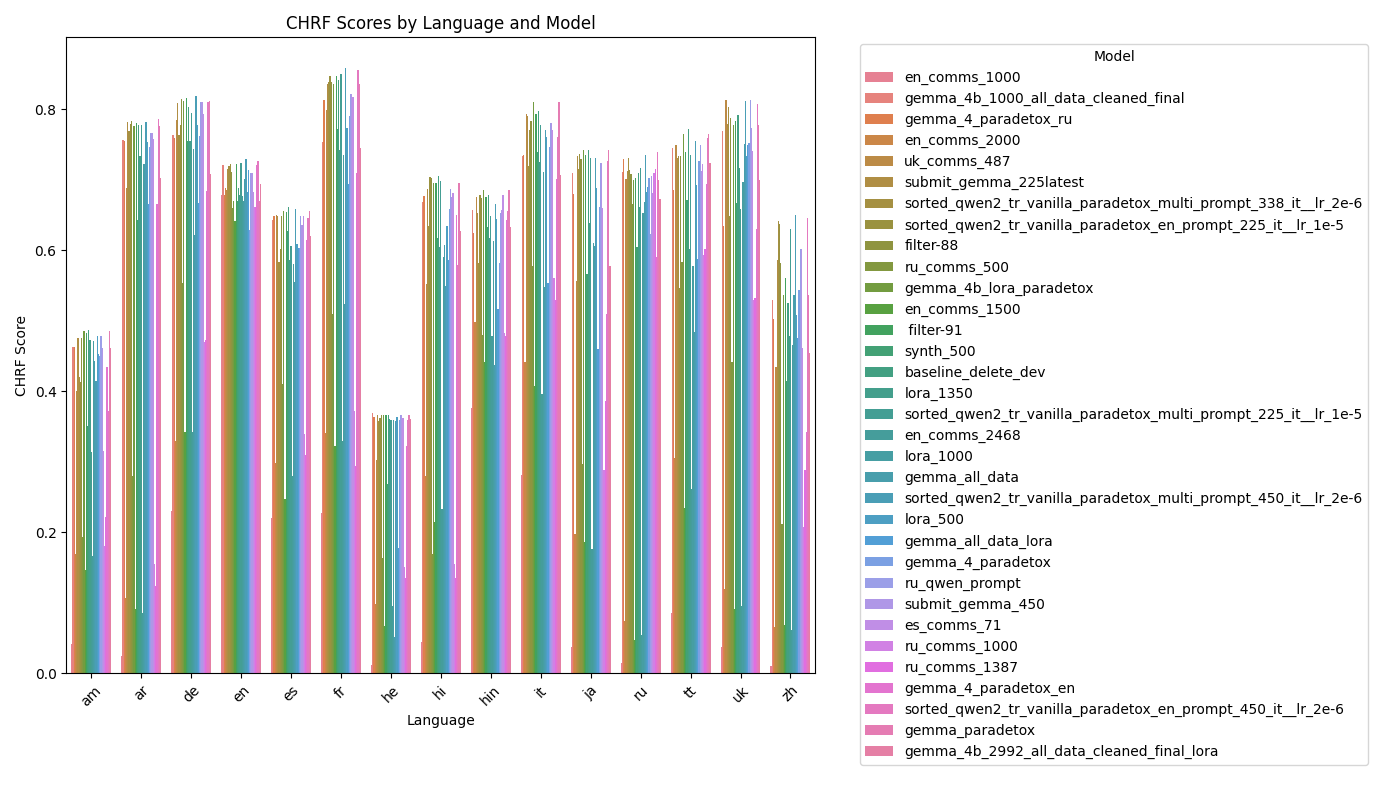 CHRF Scores by Language and Model
CHRF Score
0.8
0.6
0.4
0.2
0.0
am
ar
de
en
es
fr
he
hi
hin
it
ja
ru
tt
uk
zh
Language
Model
en_comms_1000
gemma_4b_1000_all_data_cleaned_final
gemma_4_paradetox_ru
en_comms_2000
uk_comms_487
submit_gemma_225latest
sorted_qwen2_tr_vanilla_paradetox_multi_prompt_338_it__lr_2e-6
sorted_qwen2_tr_vanilla_paradetox_en_prompt_225_it__lr_1e-5
filter-88
ru_comms_500
gemma_4b_lora_paradetox
en_comms_1500
filter-91
synth_500
baseline_delete_dev
lora_1350
sorted_qwen2_tr_vanilla_paradetox_multi_prompt_225_it__lr_1e-5
en_comms_2468
lora_1000
gemma_all_data
sorted_qwen2_tr_vanilla_paradetox_multi_prompt_450_it__lr_2e-6
lora_500
gemma_all_data_lora
gemma_4_paradetox
ru_qwen_prompt
submit_gemma_450
es_comms_71
ru_comms_1000
ru_comms_1387
gemma_4_paradetox_en
sorted_qwen2_tr_vanilla_paradetox_en_prompt_450_it__lr_2e-6
gemma_paradetox
gemma_4b_2992_all_data_cleaned_final_lora